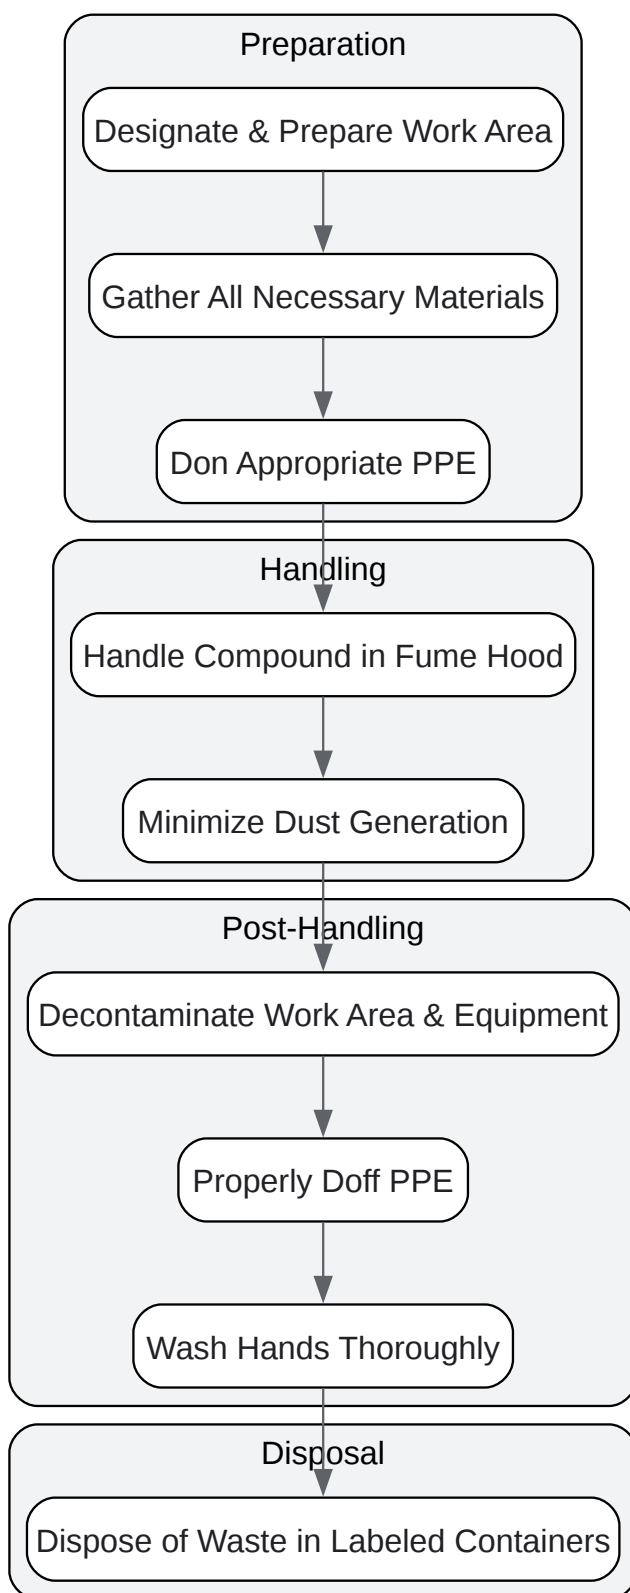 Preparation
Designate & Prepare Work Area
Gather All Necessary Materials
Don Appropriate PPE
Handling
Handle Compound in Fume Hood
Minimize Dust Generation
Post-Handling
Decontaminate Work Area & Equipment
Properly Doff PPE
Wash Hands Thoroughly
Disposal
Dispose of Waste in Labeled Containers